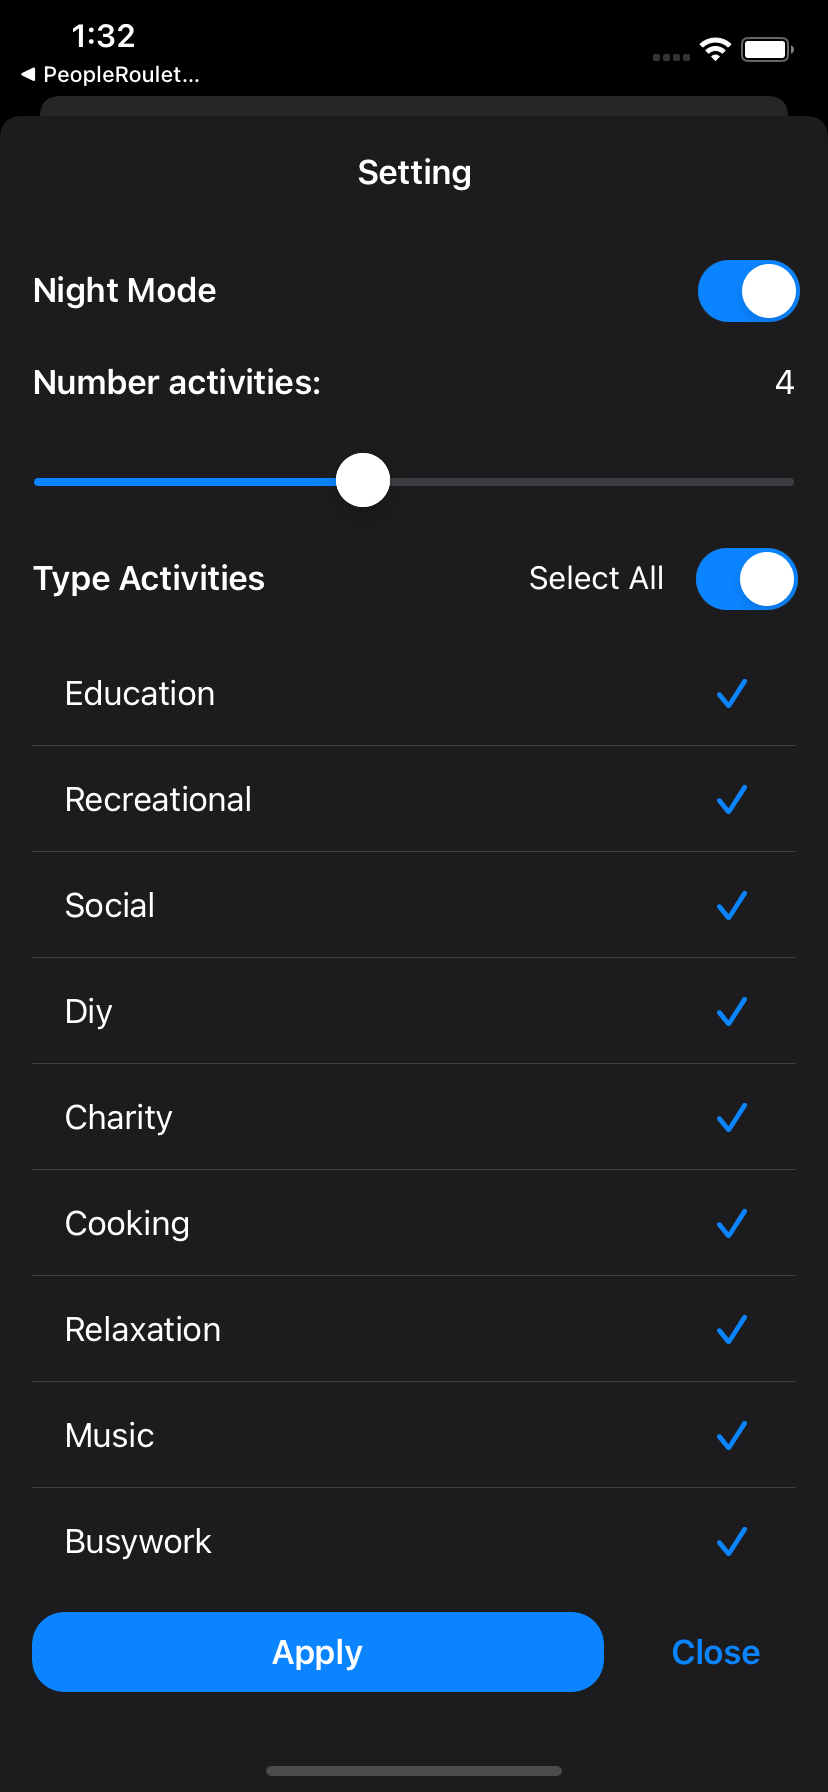 1:32
◀ PeopleRoulet...
Setting
Night Mode
Number activities: 4
Type Activities Select All
Education
Recreational
Social
Diy
Charity
Cooking
Relaxation
Music
Busywork
Apply Close